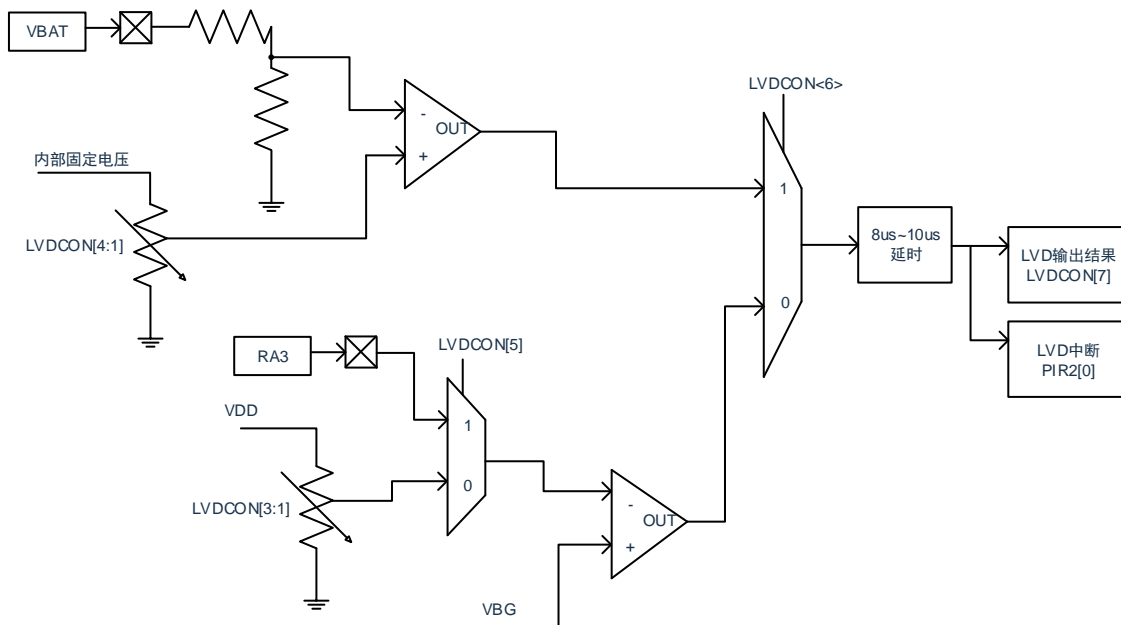 VBAT
LVDCON<6>
-
OUT
+
内部固定电压
1
LVDCON[4:1]
8us~10us
延时
LVD输出结果
LVDCON[7]
0
LVD中断
PIR2[0]
RA3
LVDCON[5]
VDD
1
0
LVDCON[3:1]
-
OUT
+
VBG